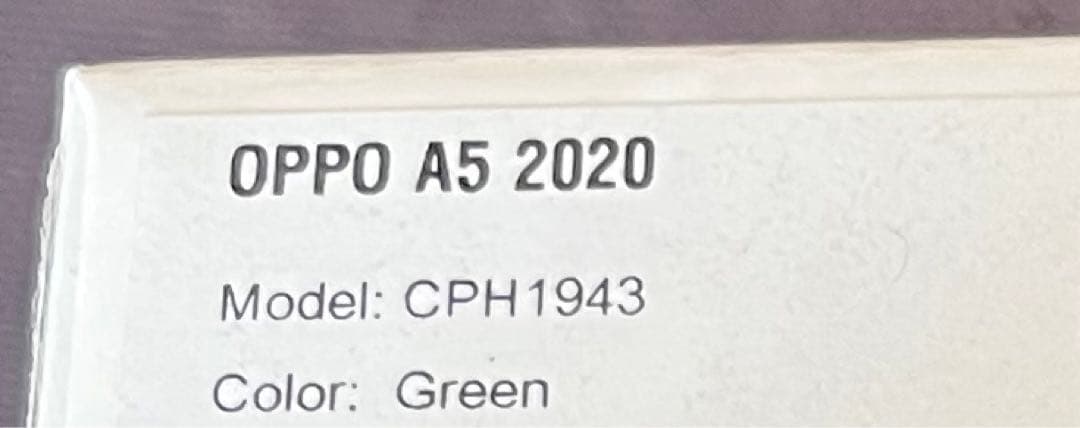 OPPO A5 2020
Model: CPH1943
Color: Green